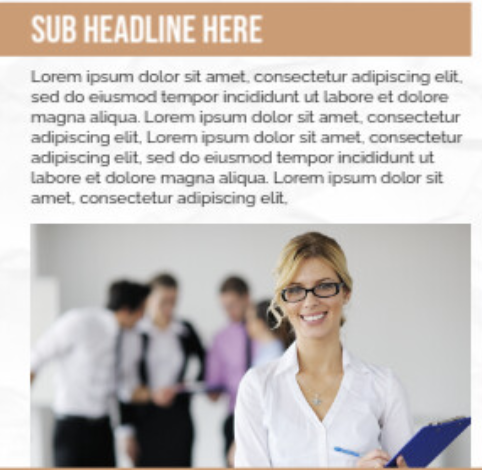 SUB HEADLINE HERE
Lorem ipsum dolor sit amet, consectetur adipiscing elit,
sed do eiusmod tempor incididunt ut labore et dolore
magna aliqua. Lorem ipsum dolor sit amet, consectetur
adipiscing elit, Lorem ipsum dolor sit amet, consectetur
adipiscing elit, sed do eiusmod tempor incididunt ut
labore et dolore magna aliqua. Lorem ipsum dolor sit
amet, consectetur adipiscing elit,